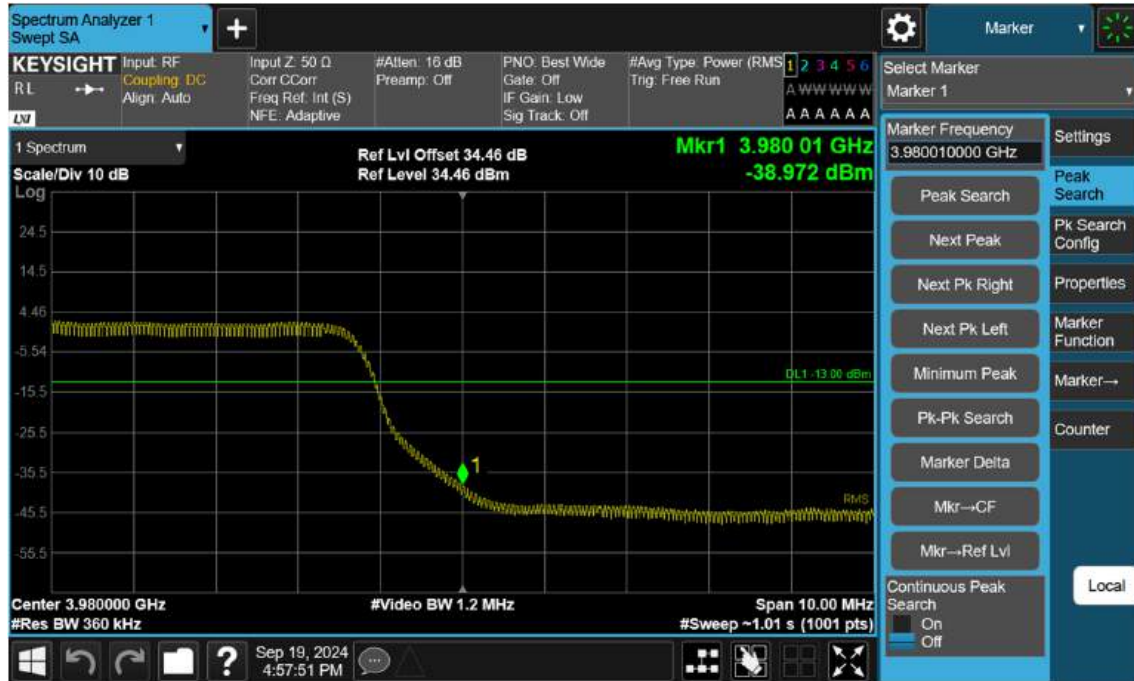 Spectrum Analyzer 1
Swept SA
Marker
KEYSIGHT
RL
LXI
Input: RF
Coupling: DC
Align: Auto
Input Z: 50 Ω
Corr CCorr
Freq Ref: Int (S)
NFE: Adaptive
#Atten: 16 dB
Preamp: Off
PNO: Best Wide
Gate: Off
IF Gain: Low
Sig Track: Off
#Avg Type: Power (RMS
Trig: Free Run
1 2 3 4 5 6
A W W W W W
A A A A A A
Select Marker
Marker 1
1 Spectrum
Scale/Div 10 dB
Log
Ref Lvl Offset 34.46 dB
Ref Level 34.46 dBm
Mkr1 3.980 01 GHz
-38.972 dBm
24.5
14.5
4.46
-5.54
-15.5
-25.5
-35.5
-45.5
-55.5
DL1 -13.00 dBm
1
RMS
Center 3.980000 GHz
#Res BW 360 kHz
#Video BW 1.2 MHz
Span 10.00 MHz
#Sweep ~1.01 s (1001 pts)
Marker Frequency
3.980010000 GHz
Peak Search
Next Peak
Next Pk Right
Next Pk Left
Minimum Peak
Pk-Pk Search
Marker Delta
Mkr→CF
Mkr→Ref Lvl
Continuous Peak
Search
On
Off
Settings
Peak
Search
Pk Search
Config
Properties
Marker
Function
Marker→
Counter
Local
?
Sep 19, 2024
4:57:51 PM